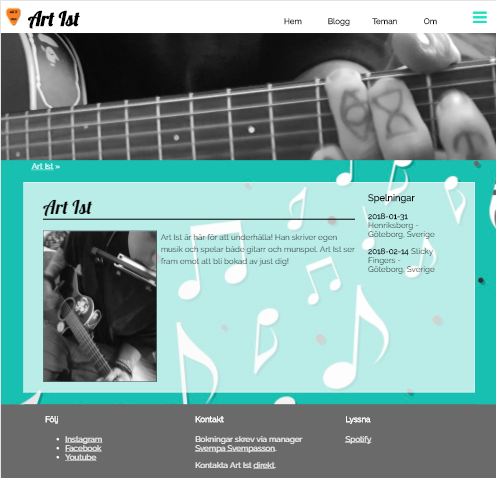 Art Ist
Hem Blogg Teman Om
Art Ist »
Art Ist
Art Ist är här för att underhålla! Han skriver egen
musik och spelar både gitarr och munspel. Art Ist ser
fram emot att bli bokad av just dig!
Spelningar
2018-01-31
Henriksberg -
Göteborg, Sverige
2018-02-14 Sticky
Fingers -
Göteborg, Sverige
Följ
Instagram
Facebook
Youtube
Kontakt
Bokningar skrev via manager
Svempa Svempasson.
Kontakta Art Ist direkt.
Lyssna
Spotify